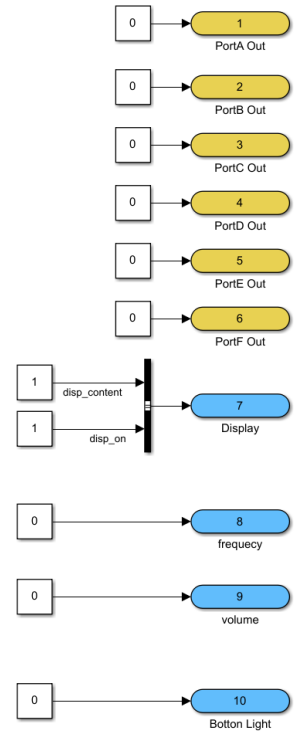 0 1
PortA Out
0 2
PortB Out
0 3
PortC Out
0 4
PortD Out
0 5
PortE Out
0 6
PortF Out
1
disp_content
7
Display
1
disp_on
0 8
frequecy
0 9
volume
0 10
Botton Light